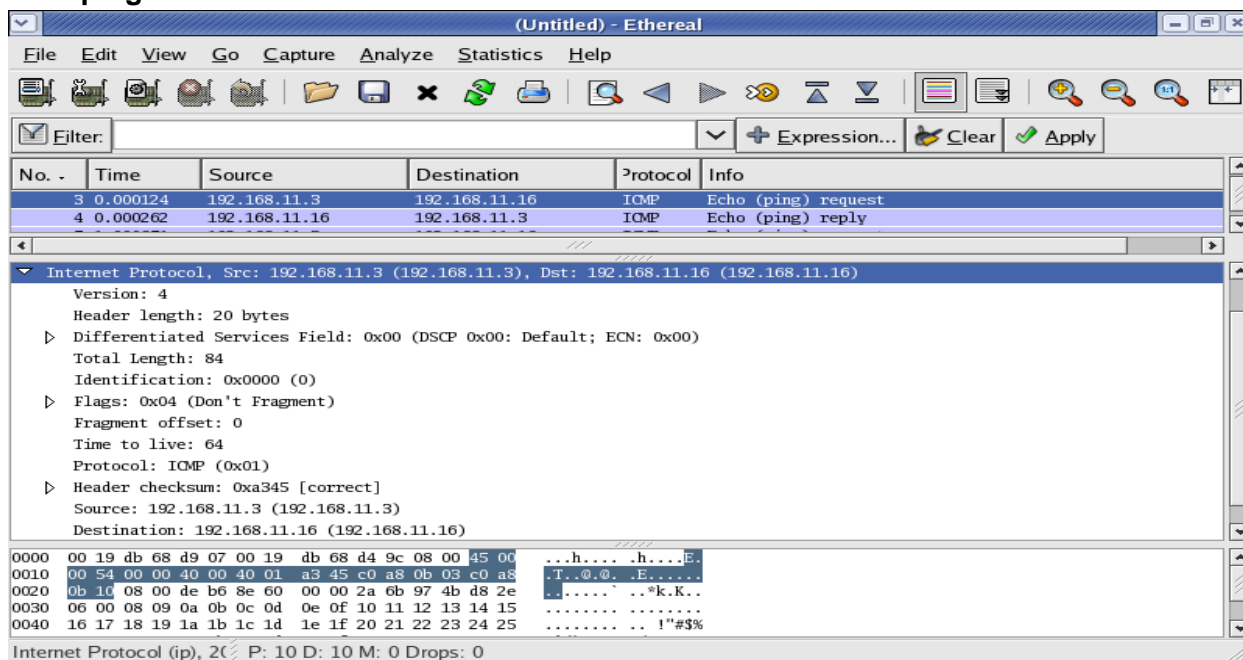 (Untitled) - Ethereal
File Edit View Go Capture Analyze Statistics Help
Filter: Expression... Clear Apply
No. . Time Source Destination Protocol Info
3 0.000124 192.168.11.3 192.168.11.16 ICMP Echo (ping) request
4 0.000262 192.168.11.16 192.168.11.3 ICMP Echo (ping) reply
Internet Protocol, Src: 192.168.11.3 (192.168.11.3), Dst: 192.168.11.16 (192.168.11.16)
Version: 4
Header length: 20 bytes
Differentiated Services Field: 0x00 (DSCP 0x00: Default; ECN: 0x00)
Total Length: 84
Identification: 0x0000 (0)
Flags: 0x04 (Don't Fragment)
Fragment offset: 0
Time to live: 64
Protocol: ICMP (0x01)
Header checksum: 0xa345 [correct]
Source: 192.168.11.3 (192.168.11.3)
Destination: 192.168.11.16 (192.168.11.16)
0000 00 19 db 68 d9 07 00 19 db 68 d4 9c 08 00 45 00 ...h.... .h....E.
0010 00 54 00 00 40 00 40 01 a3 45 c0 a8 0b 03 c0 a8 .T..@.@. .E......
0020 0b 10 08 00 de b6 8e 60 00 00 2a 6b 97 4b d8 2e .......` ..*k.K..
0030 06 00 08 09 0a 0b 0c 0d 0e 0f 10 11 12 13 14 15 ........ ........
0040 16 17 18 19 1a 1b 1c 1d 1e 1f 20 21 22 23 24 25 ........ .. !"#$%
Internet Protocol (ip), 2( P: 10 D: 10 M: 0 Drops: 0